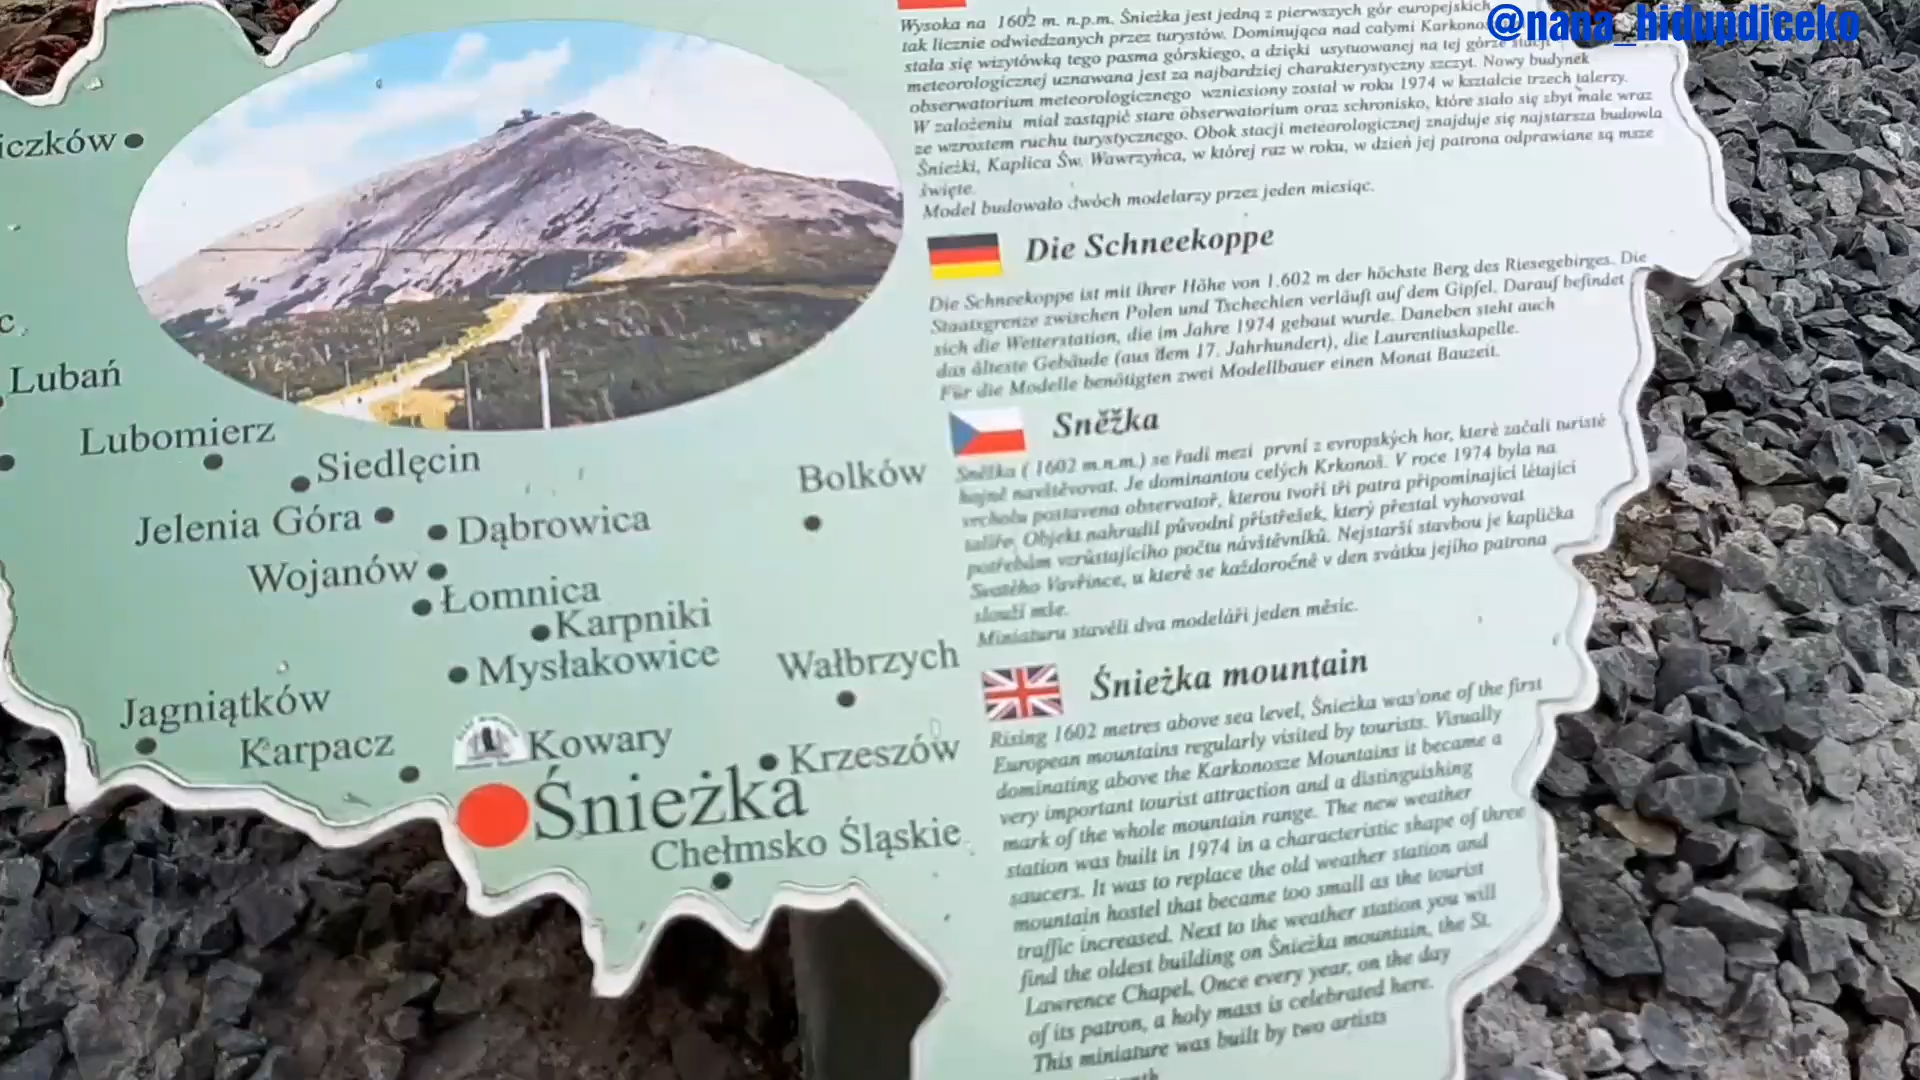 @nana_hidupdiceko
Wysoka na 1602 m. n.p.m. Śnieżka jest jedną z pierwszych gór europejskich
tak licznie odwiedzanych przez turystów. Dominująca nad całymi
stała się wizytówką tego pasma górskiego, a dzięki usytuowanej na tej górze stacji
meteorologicznej uznawana jest za najbardziej charakterystyczny szczyt. Nowy budynek
obserwatorium meteorologicznego wzniesiony został w roku 1974 w kształcie trzech talerzy.
W założeniu miał zastąpić stare obserwatorium oraz schronisko, które stało się zbyt małe wraz
ze wzrostem ruchu turystycznego. Obok stacji meteorologicznej znajduje się najstarsza budowla
Śnieżki, Kaplica Św. Wawrzyńca, w której raz w roku, w dzień jej patrona odprawiane są msze
święte.
Model budowało dwóch modelarzy przez jeden miesiąc.
Die Schneekoppe
Die Schneekoppe ist mit ihrer Höhe von 1.602 m der höchste Berg des Riesegebirges. Die
Staatsgrenze zwischen Polen und Tschechien verläuft auf dem Gipfel. Darauf befindet
sich die Wetterstation, die im Jahre 1974 gebaut wurde. Daneben steht auch
das älteste Gebäude (aus dem 17. Jahrhundert), die Laurentiuskapelle.
Für die Modelle benötigten zwei Modellbauer einen Monat Bauzeit.
Sněžka
Sněžka ( 1602 m.n.m.) se řadí mezi první z evropských hor, které začali turisté
hojně navštěvovat. Je dominantou celých Krkonoš. V roce 1974 byla na
vrcholu postavena observatoř, kterou tvoří tři patra připomínající létající
talíře. Objekt nahradil původní přístřešek, který přestal vyhovovat
potřebám vzrůstajícího počtu návštěvníků. Nejstarší stavbou je kaplička
Svatého Vavřince, u které se každoročně v den svátku jejího patrona
slouží mše.
Miniaturu stavěli dva modeláři jeden měsíc.
Śnieżka mountain
Rising 1602 metres above sea level, Śnieżka was one of the first
European mountains regularly visited by tourists. Visually
dominating above the Karkonosze Mountains it became a
very important tourist attraction and a distinguishing
mark of the whole mountain range. The new weather
station was built in 1974 in a characteristic shape of three
saucers. It was to replace the old weather station and
mountain hostel that became too small as the tourist
traffic increased. Next to the weather station you will
find the oldest building on Śnieżka mountain, the St.
Lawrence Chapel. Once every year, on the day
of its patron, a holy mass is celebrated here.
This miniature was built by two artists
iczków
c
Lubań
Lubomierz
Siedlęcin
Bolków
Jelenia Góra
Dąbrowica
Wojanów
Łomnica
Karpniki
Mysłakowice
Wałbrzych
Jagniątków
Karpacz
Kowary
Krzeszów
Śnieżka
Chełmsko Śląskie